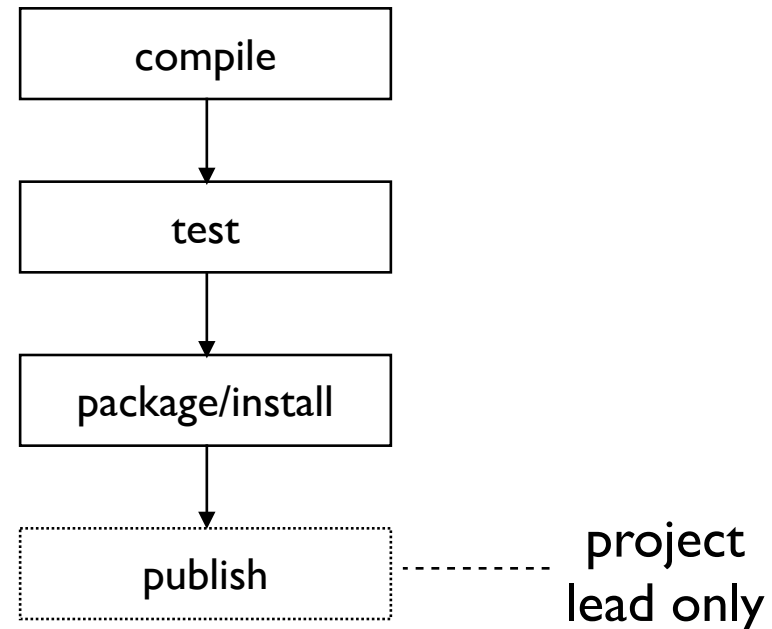 compile
test
package/install
publish
project
lead only